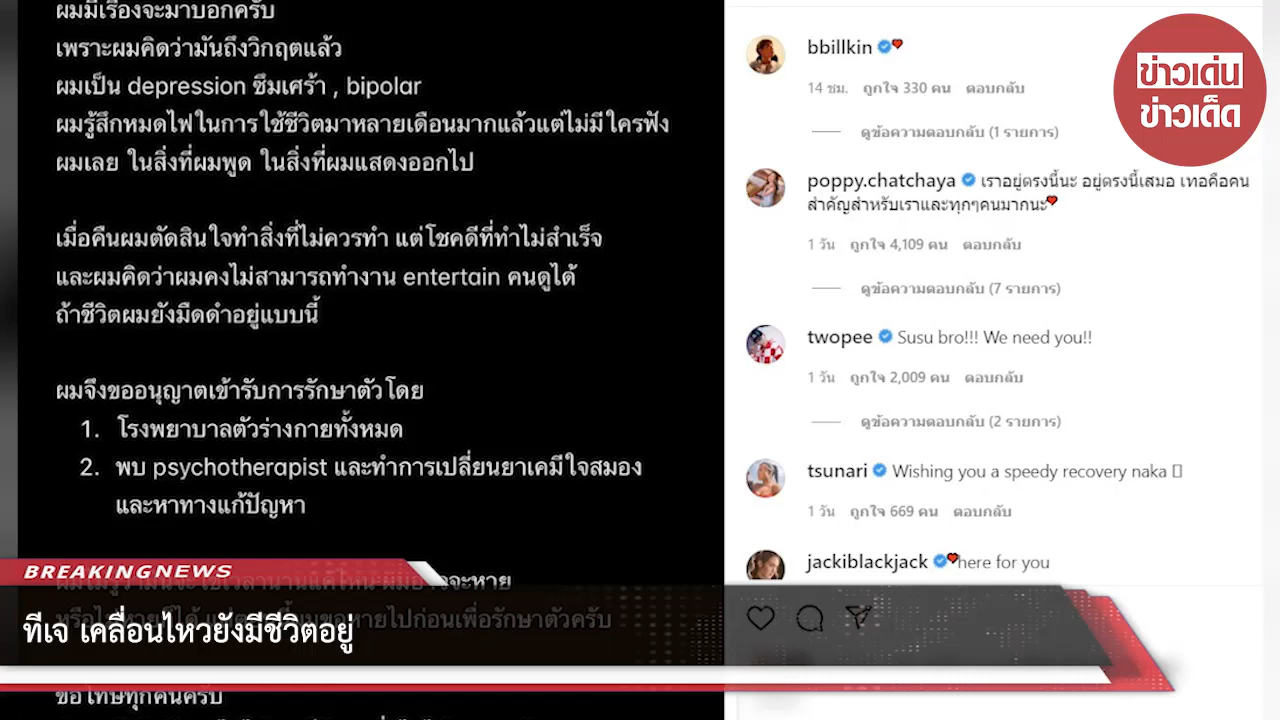 ผมมีเรื่องจะมาบอกครับ
เพราะผมคิดว่ามันถึงวิกฤตแล้ว
ผมเป็น depression ซึมเศร้า , bipolar
ผมรู้สึกหมดไฟในการใช้ชีวิตมาหลายเดือนมากแล้วแต่ไม่มีใครฟัง
ผมเลย ในสิ่งที่ผมพูด ในสิ่งที่ผมแสดงออกไป
เมื่อคืนผมตัดสินใจทำสิ่งที่ไม่ควรทำ แต่โชคดีที่ทำไม่สำเร็จ
และผมคิดว่าผมคงไม่สามารถทำงาน entertain คนดูได้
ถ้าชีวิตผมยังมืดดำอยู่แบบนี้
ผมจึงขออนุญาตเข้ารับการรักษาตัวโดย
1. โรงพยาบาลตัวร่างกายทั้งหมด
2. พบ psychotherapist และทำการเปลี่ยนยาเคมีใจสมอง
และหาทางแก้ปัญหา
ขอหายไปก่อนเพื่อรักษาตัวครับ
ขอโทษทุกคนครับ
bbillkin
14 ชม. ถูกใจ 330 คน ตอบกลับ
ดูข้อความตอบกลับ (1 รายการ)
poppy.chatchaya เราอยู่ตรงนี้นะ อยู่ตรงนี้เสมอ เทอคือคน
สำคัญสำหรับเราและทุกๆคนมากนะ
1 วัน ถูกใจ 4,109 คน ตอบกลับ
ดูข้อความตอบกลับ (7 รายการ)
twopee Susu bro!!! We need you!!
1 วัน ถูกใจ 2,009 คน ตอบกลับ
ดูข้อความตอบกลับ (2 รายการ)
tsunari Wishing you a speedy recovery naka
1 วัน ถูกใจ 669 คน ตอบกลับ
jackiblackjack here for you
ข่าวเด่น
ข่าวเด็ด
BREAKING NEWS
ทีเจ เคลื่อนไหวยังมีชีวิตอยู่